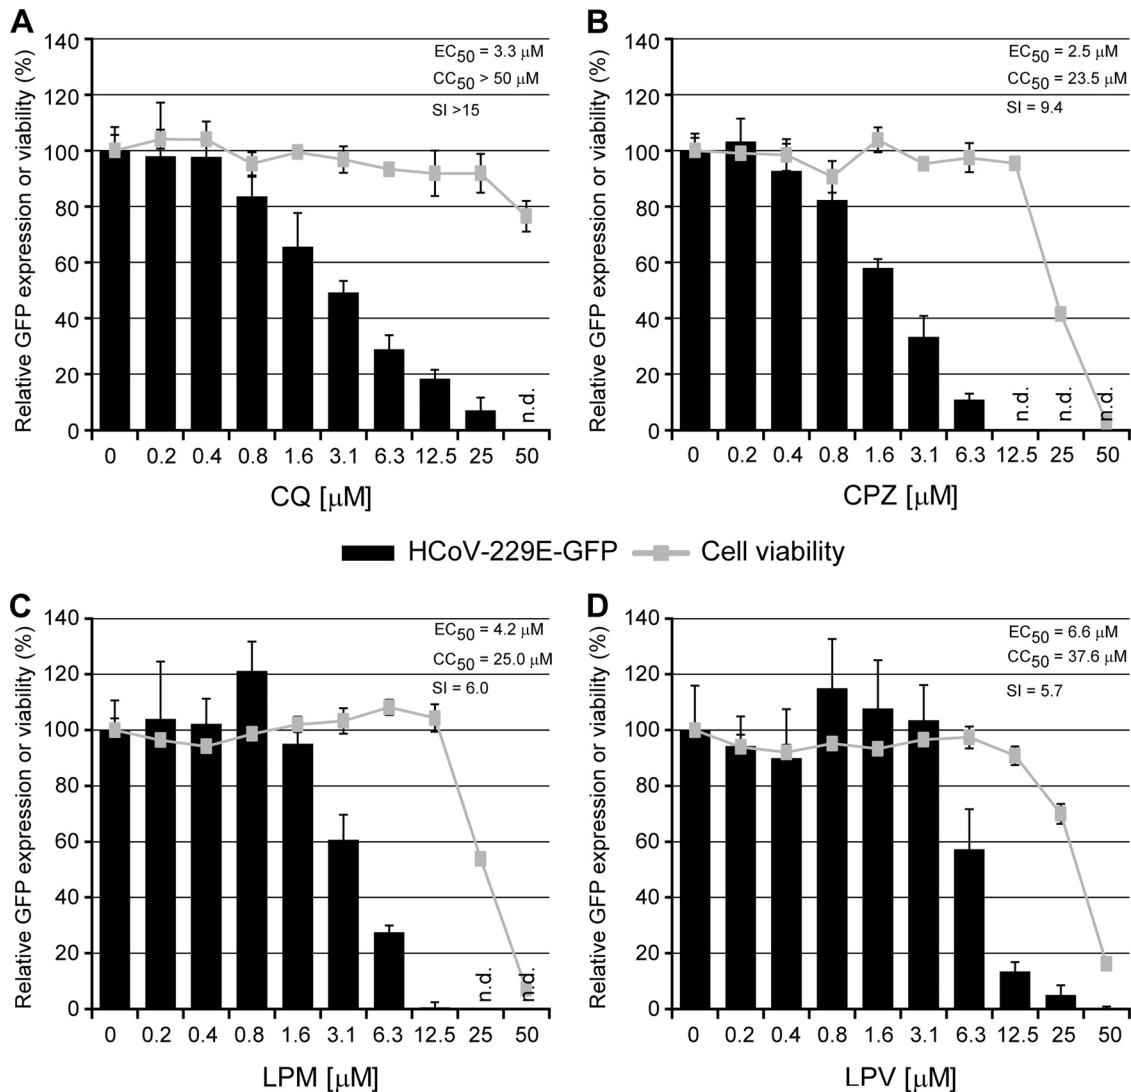 A
Relative GFP expression or viability (%)
140
120
100
80
60
40
20
0
EC50 = 3.3 µM
CC50 > 50 µM
SI >15
n.d.
0 0.2 0.4 0.8 1.6 3.1 6.3 12.5 25 50
CQ [µM]
B
Relative GFP expression or viability (%)
140
120
100
80
60
40
20
0
EC50 = 2.5 µM
CC50 = 23.5 µM
SI = 9.4
n.d. n.d. n.d.
0 0.2 0.4 0.8 1.6 3.1 6.3 12.5 25 50
CPZ [µM]
HCoV-229E-GFP Cell viability
C
Relative GFP expression or viability (%)
140
120
100
80
60
40
20
0
EC50 = 4.2 µM
CC50 = 25.0 µM
SI = 6.0
n.d. n.d.
0 0.2 0.4 0.8 1.6 3.1 6.3 12.5 25 50
LPM [µM]
D
Relative GFP expression or viability (%)
140
120
100
80
60
40
20
0
EC50 = 6.6 µM
CC50 = 37.6 µM
SI = 5.7
0 0.2 0.4 0.8 1.6 3.1 6.3 12.5 25 50
LPV [µM]